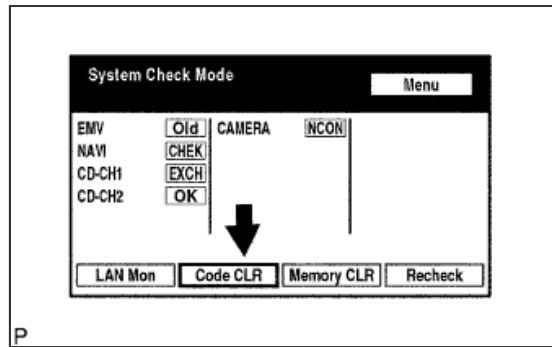 System Check Mode
Menu
EMV Old CAMERA NCON
NAVI CHEK
CD-CH1 EXCH
CD-CH2 OK
LAN Mon Code CLR Memory CLR Recheck
P